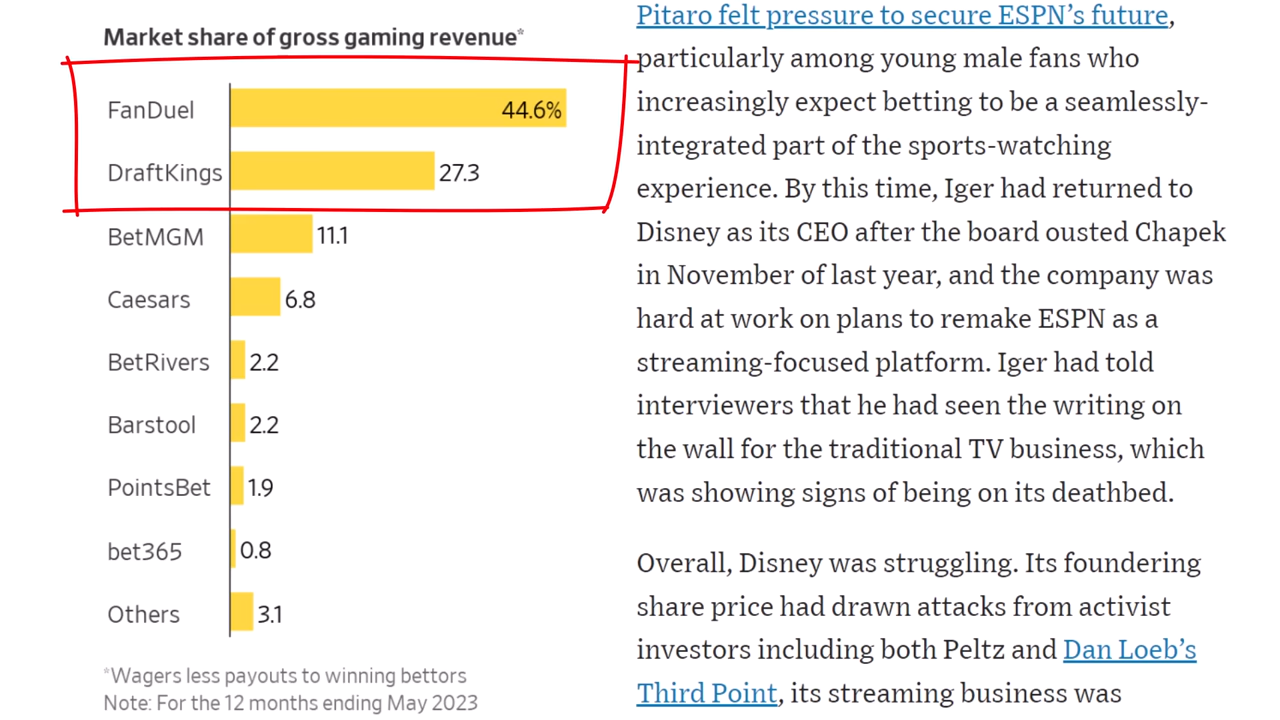 Market share of gross gaming revenue*
FanDuel 44.6%
DraftKings 27.3
BetMGM 11.1
Caesars 6.8
BetRivers 2.2
Barstool 2.2
PointsBet 1.9
bet365 0.8
Others 3.1
*Wagers less payouts to winning bettors
Note: For the 12 months ending May 2023
Pitaro felt pressure to secure ESPN’s future,
particularly among young male fans who
increasingly expect betting to be a seamlessly-
integrated part of the sports-watching
experience. By this time, Iger had returned to
Disney as its CEO after the board ousted Chapek
in November of last year, and the company was
hard at work on plans to remake ESPN as a
streaming-focused platform. Iger had told
interviewers that he had seen the writing on
the wall for the traditional TV business, which
was showing signs of being on its deathbed.
Overall, Disney was struggling. Its foundering
share price had drawn attacks from activist
investors including both Peltz and Dan Loeb’s
Third Point, its streaming business was